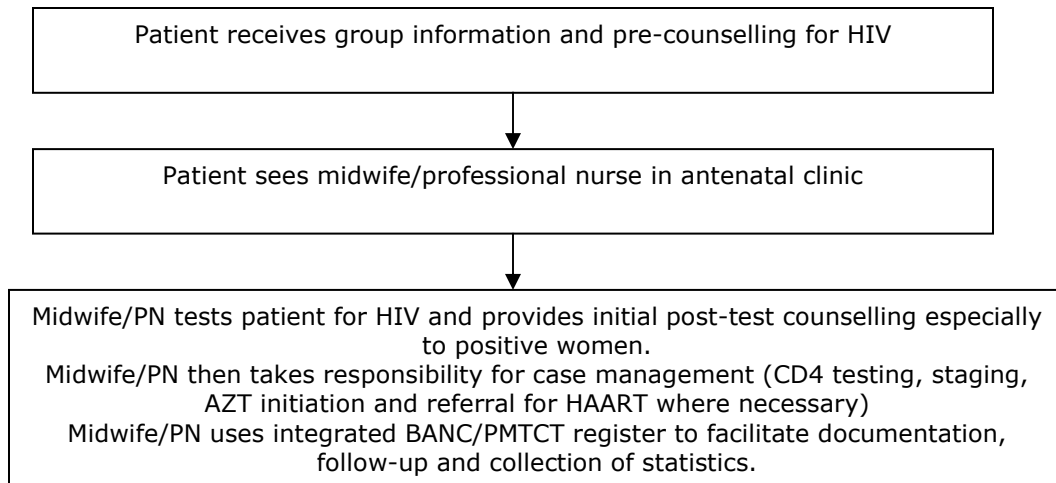 Patient receives group information and pre-counselling for HIV
Patient sees midwife/professional nurse in antenatal clinic
Midwife/PN tests patient for HIV and provides initial post-test counselling especially
to positive women.
Midwife/PN then takes responsibility for case management (CD4 testing, staging,
AZT initiation and referral for HAART where necessary)
Midwife/PN uses integrated BANC/PMTCT register to facilitate documentation,
follow-up and collection of statistics.